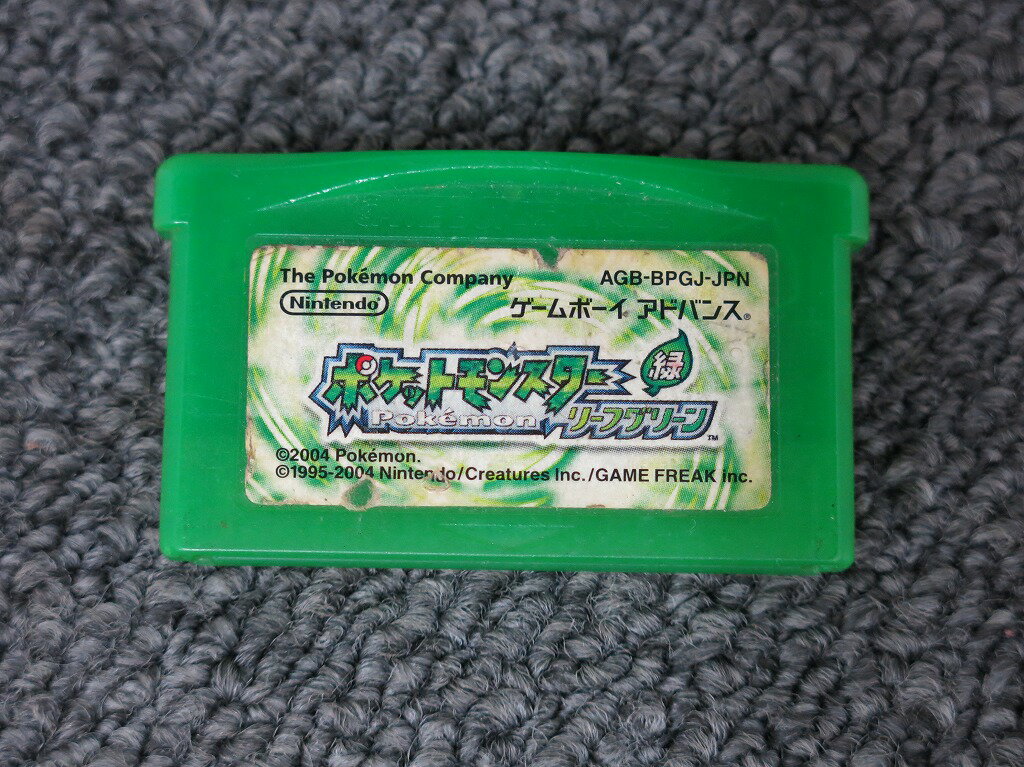 The Pokémon Company AGB-BPGJ-JPN
Nintendo ゲームボーイ アドバンス®
ポケットモンスター 緑
Pokémon リーフグリーン™
©2004 Pokémon.
©1995-2004 Nintendo/Creatures Inc./GAME FREAK inc.